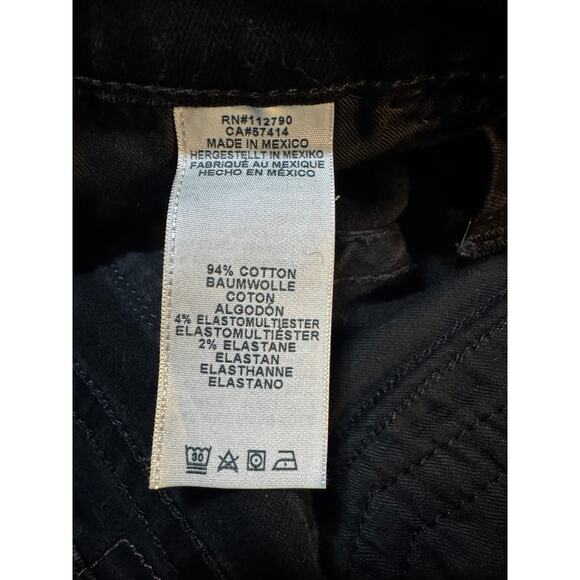 RN#112790
CA#57414
MADE IN MEXICO
HERGESTELLT IN MEXIKO
FABRIQUÉ AU MEXIQUE
HECHO EN MÉXICO
94% COTTON
BAUMWOLLE
COTON
ALGODÓN
4% ELASTOMULTIESTER
ELASTOMULTIÉSTER
2% ELASTANE
ELASTAN
ELASTHANNE
ELASTANO
30